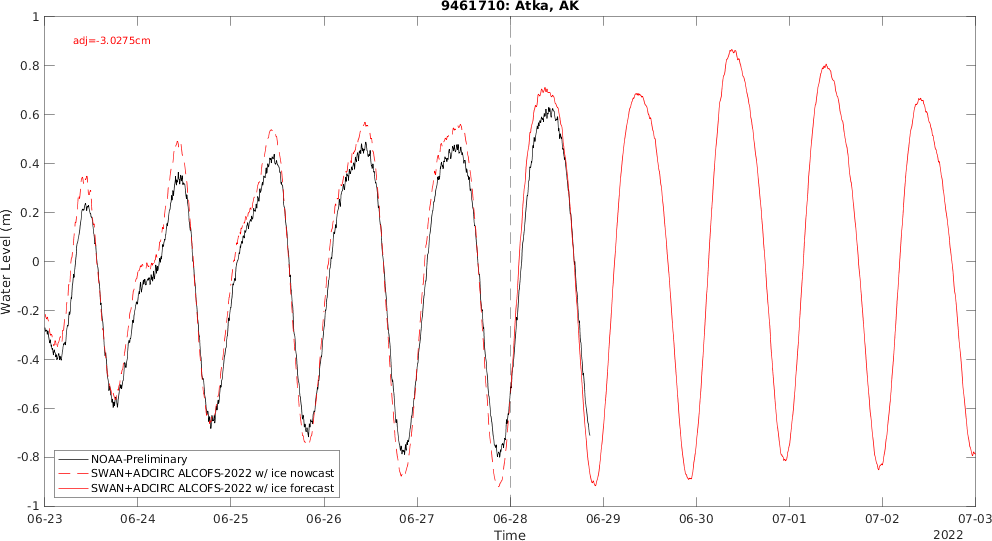 9461710: Atka, AK
adj=-3.0275cm
Water Level (m)
1
0.8
0.6
0.4
0.2
0
-0.2
-0.4
-0.6
-0.8
-1
NOAA-Preliminary
SWAN+ADCIRC ALCOFS-2022 w/ ice nowcast
SWAN+ADCIRC ALCOFS-2022 w/ ice forecast
06-23 06-24 06-25 06-26 06-27 06-28 06-29 06-30 07-01 07-02 07-03
Time
2022